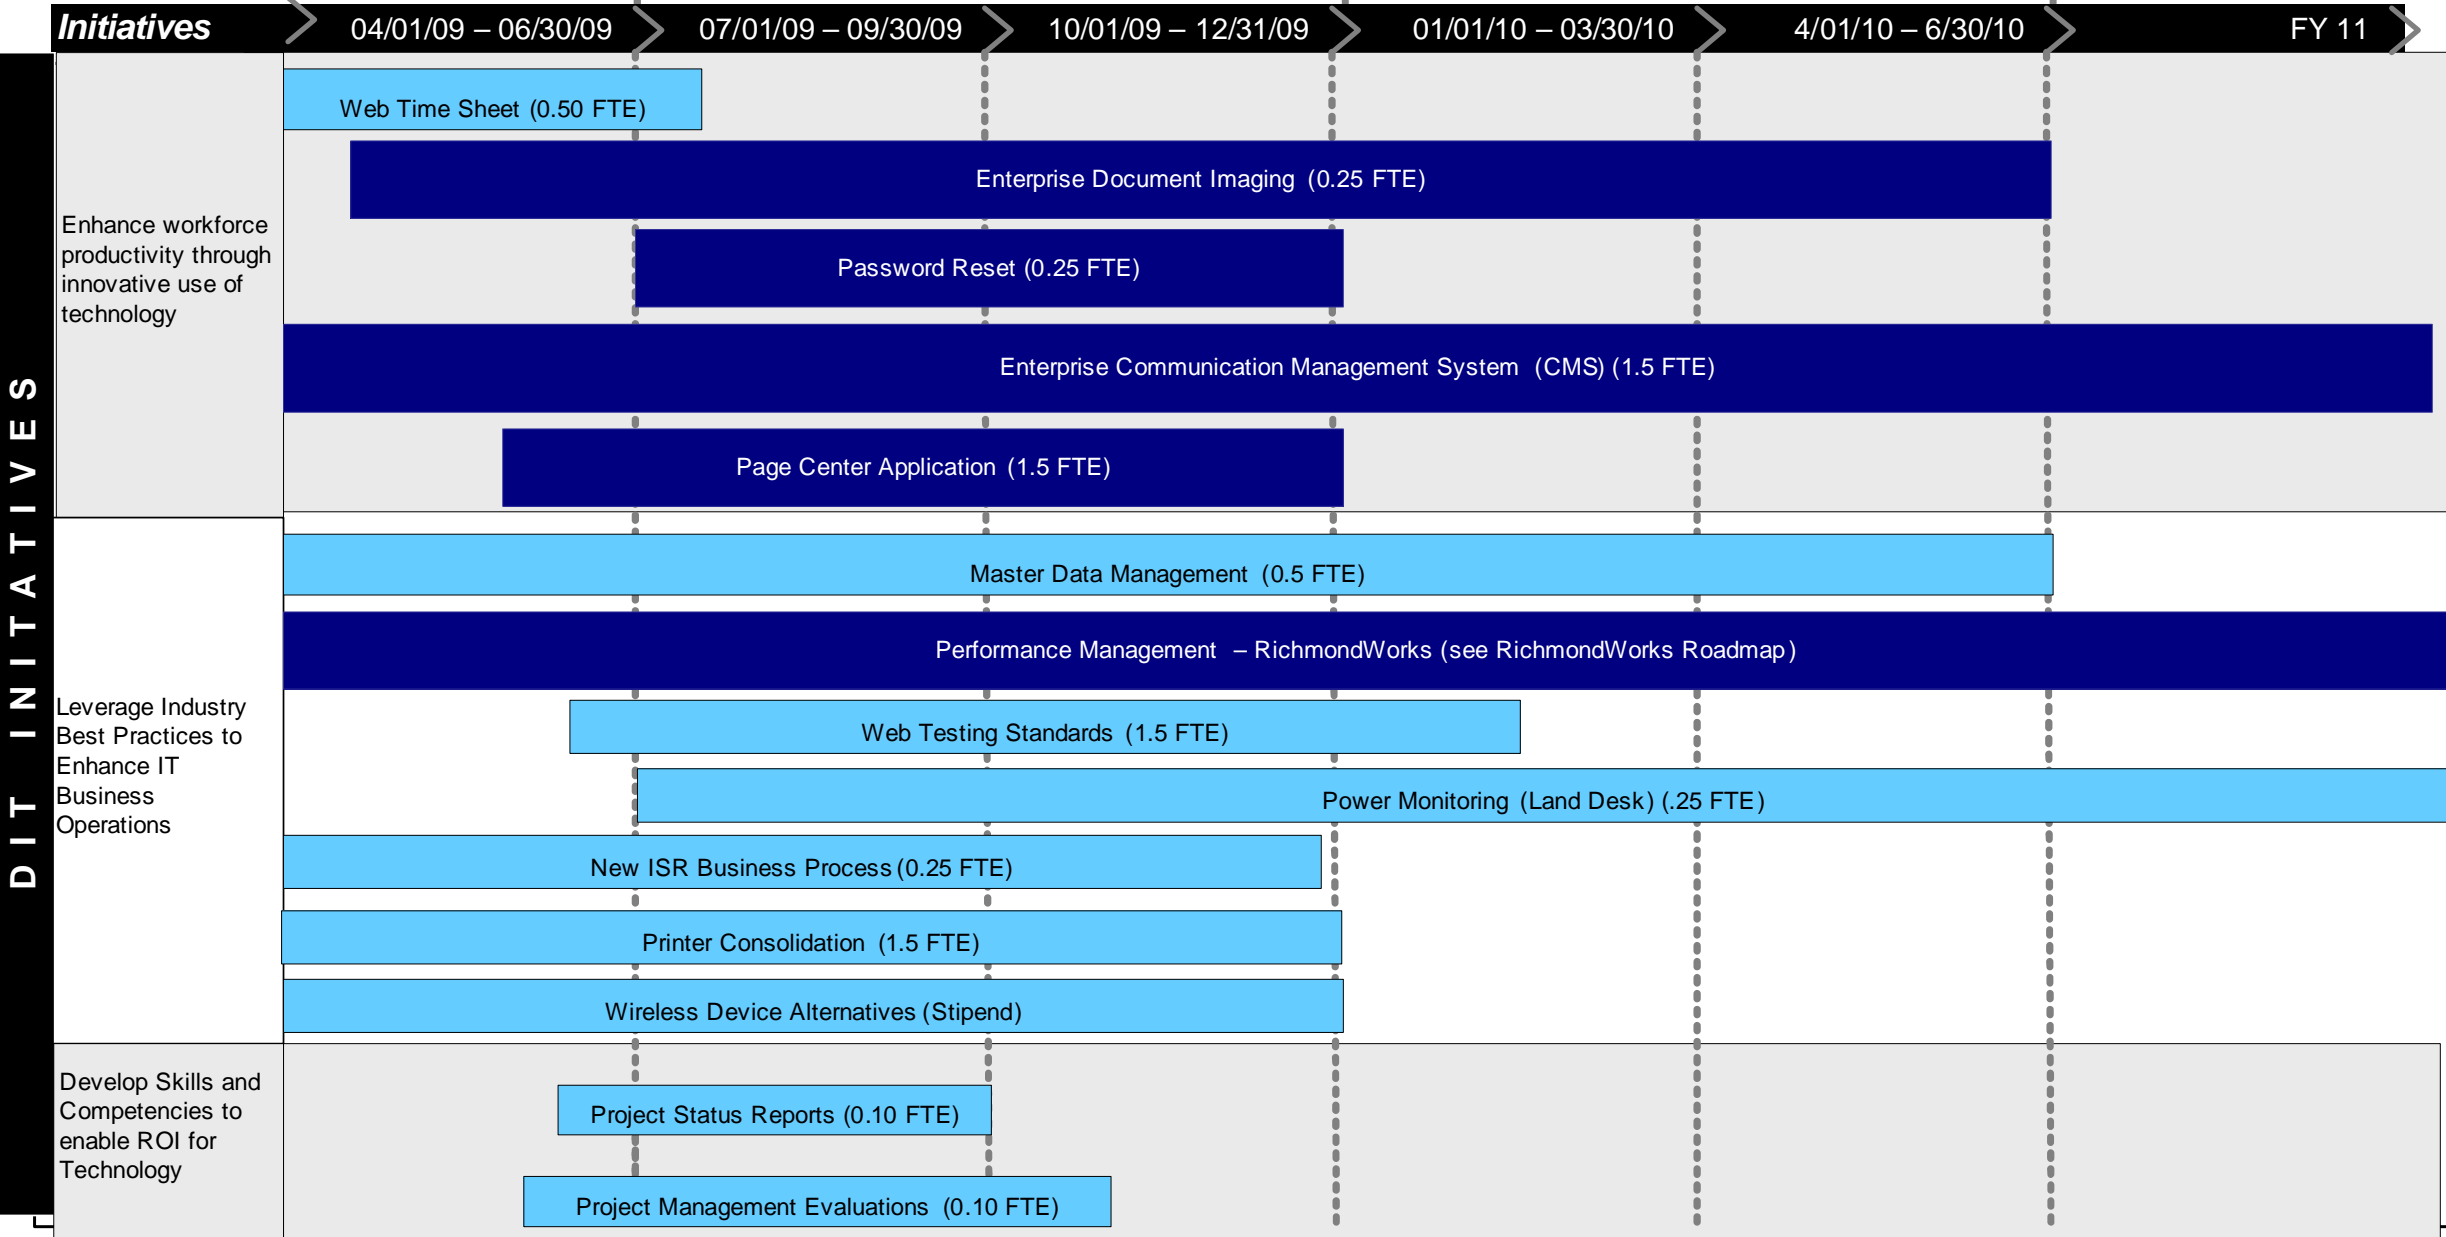 Initiatives
04/01/09 – 06/30/09
07/01/09 – 09/30/09
10/01/09 – 12/31/09
01/01/10 – 03/30/10
4/01/10 – 6/30/10
FY 11
DIT INITATIVES
Enhance workforce
productivity through
innovative use of
technology
Web Time Sheet (0.50 FTE)
Enterprise Document Imaging (0.25 FTE)
Password Reset (0.25 FTE)
Enterprise Communication Management System (CMS) (1.5 FTE)
Page Center Application (1.5 FTE)
Leverage Industry
Best Practices to
Enhance IT
Business
Operations
Master Data Management (0.5 FTE)
Performance Management – RichmondWorks (see RichmondWorks Roadmap)
Web Testing Standards (1.5 FTE)
Power Monitoring (Land Desk) (.25 FTE)
New ISR Business Process (0.25 FTE)
Printer Consolidation (1.5 FTE)
Wireless Device Alternatives (Stipend)
Develop Skills and
Competencies to
enable ROI for
Technology
Project Status Reports (0.10 FTE)
Project Management Evaluations (0.10 FTE)